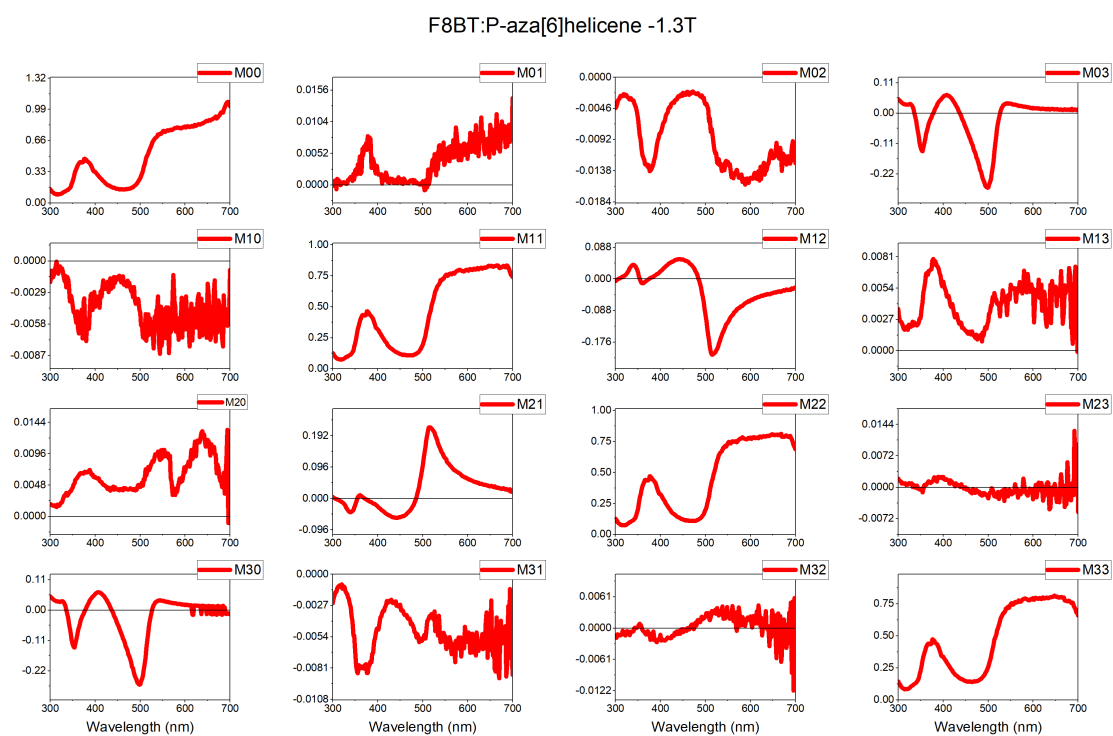 F8BT:P-aza[6]helicene -1.3T
M00 M01 M02 M03
1.32 0.99 0.66 0.33 0.00
0.0156 0.0104 0.0052 0.0000
0.0000 -0.0046 -0.0092 -0.0138 -0.0184
0.11 0.00 -0.11 -0.22
300 400 500 600 700 300 400 500 600 700 300 400 500 600 700 300 400 500 600 700
M10 M11 M12 M13
0.0000 -0.0029 -0.0058 -0.0087
1.00 0.75 0.50 0.25 0.00
0.088 0.000 -0.088 -0.176
0.0081 0.0054 0.0027 0.0000
300 400 500 600 700 300 400 500 600 700 300 400 500 600 700 300 400 500 600 700
M20 M21 M22 M23
0.0144 0.0096 0.0048 0.0000
0.192 0.096 0.000 -0.096
1.00 0.75 0.50 0.25 0.00
0.0144 0.0072 0.0000 -0.0072
300 400 500 600 700 300 400 500 600 700 300 400 500 600 700 300 400 500 600 700
M30 M31 M32 M33
0.11 0.00 -0.11 -0.22
0.0000 -0.0027 -0.0054 -0.0081 -0.0108
0.0061 0.0000 -0.0061 -0.0122
0.75 0.50 0.25 0.00
300 400 500 600 700 300 400 500 600 700 300 400 500 600 700 300 400 500 600 700
Wavelength (nm) Wavelength (nm) Wavelength (nm) Wavelength (nm)